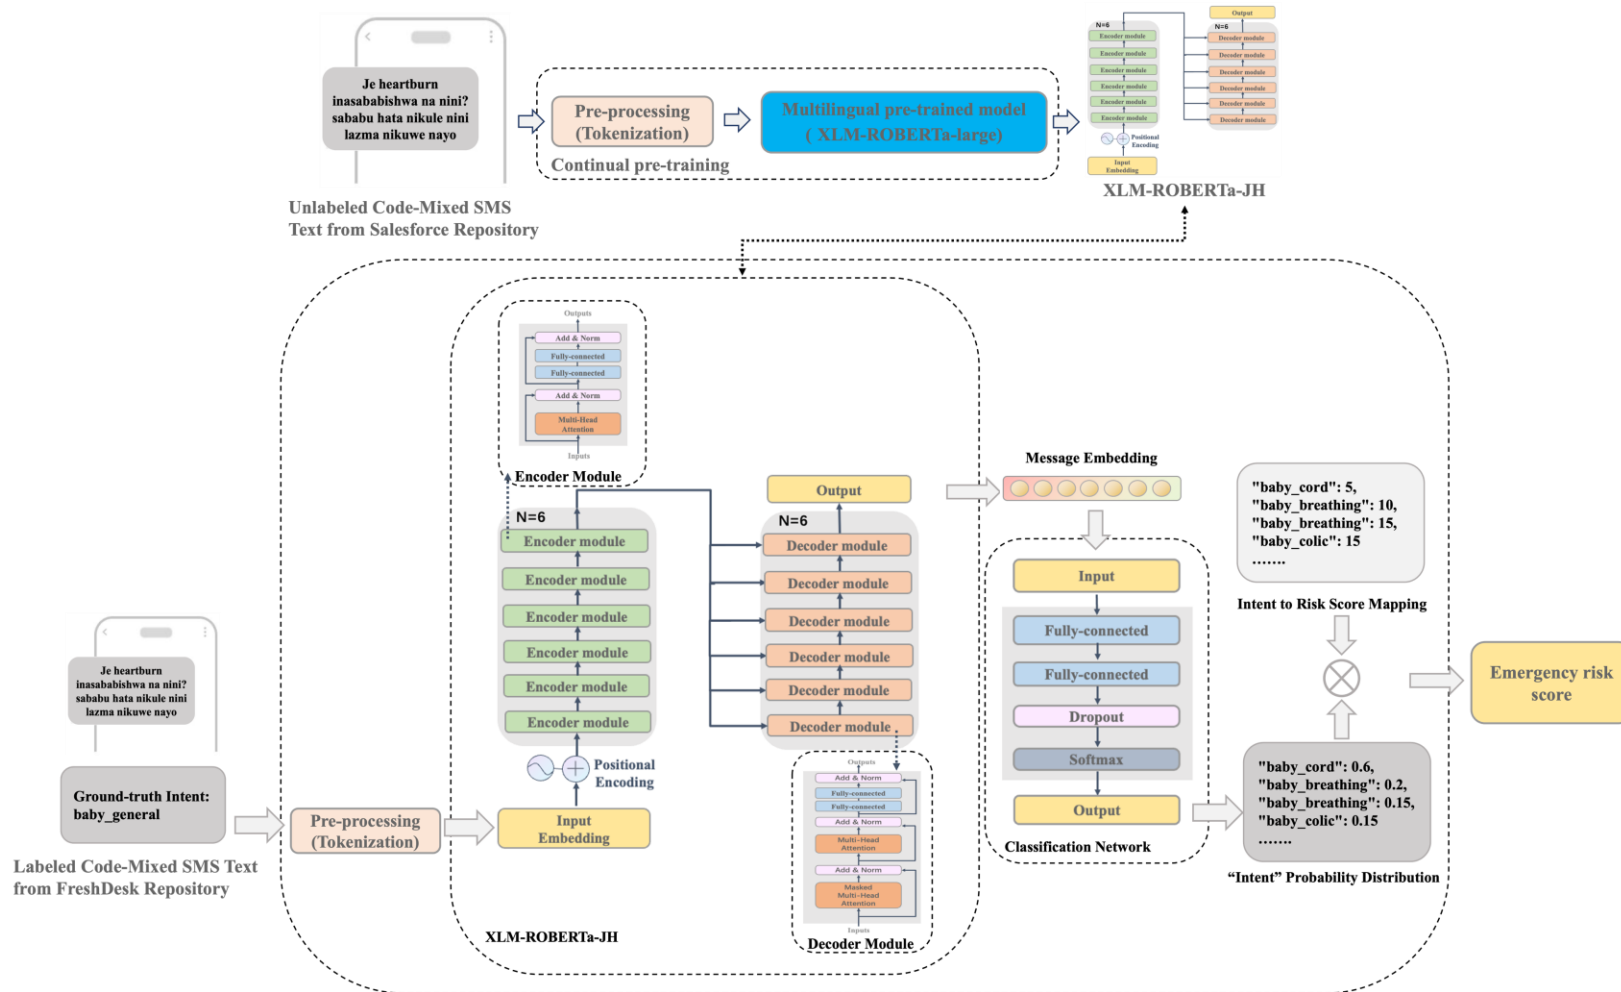 Je heartburn
inasababishwa na nini?
sababu hata nikule nini
lazma nikuwe nayo
Unlabeled Code-Mixed SMS
Text from Salesforce Repository
Pre-processing
(Tokenization)
Continual pre-training
Multilingual pre-trained model
( XLM-ROBERTa-large)
N=6
Encoder module
Encoder module
Encoder module
Encoder module
Encoder module
Encoder module
Positional
Encoding
Input
Embedding
Output
N=6
Decoder module
Decoder module
Decoder module
Decoder module
Decoder module
Decoder module
XLM-ROBERTa-JH
Je heartburn
inasababishwa na nini?
sababu hata nikule nini
lazma nikuwe nayo
Ground-truth Intent:
baby_general
Labeled Code-Mixed SMS Text
from FreshDesk Repository
Pre-processing
(Tokenization)
Outputs
Add & Norm
Fully-connected
Fully-connected
Add & Norm
Multi-Head
Attention
Inputs
Encoder Module
N=6
Encoder module
Encoder module
Encoder module
Encoder module
Encoder module
Encoder module
Positional
Encoding
Input
Embedding
Output
N=6
Decoder module
Decoder module
Decoder module
Decoder module
Decoder module
Decoder module
Outputs
Add & Norm
Fully-connected
Fully-connected
Add & Norm
Multi-Head
Attention
Add & Norm
Masked
Multi-Head
Attention
Inputs
Decoder Module
XLM-ROBERTa-JH
Message Embedding
Input
Fully-connected
Fully-connected
Dropout
Softmax
Output
Classification Network
"baby_cord": 5,
"baby_breathing": 10,
"baby_breathing": 15,
"baby_colic": 15
.......
Intent to Risk Score Mapping
"baby_cord": 0.6,
"baby_breathing": 0.2,
"baby_breathing": 0.15,
"baby_colic": 0.15
.......
“Intent” Probability Distribution
Emergency risk
score